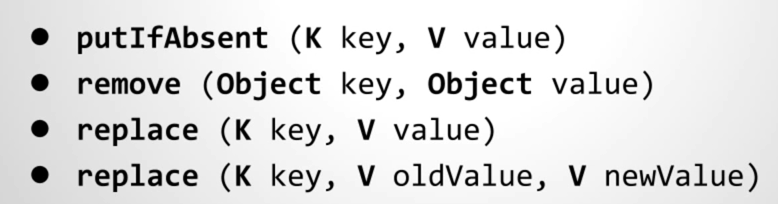 ● putIfAbsent (K key, V value)
● remove (Object key, Object value)
● replace (K key, V value)
● replace (K key, V oldValue, V newValue)